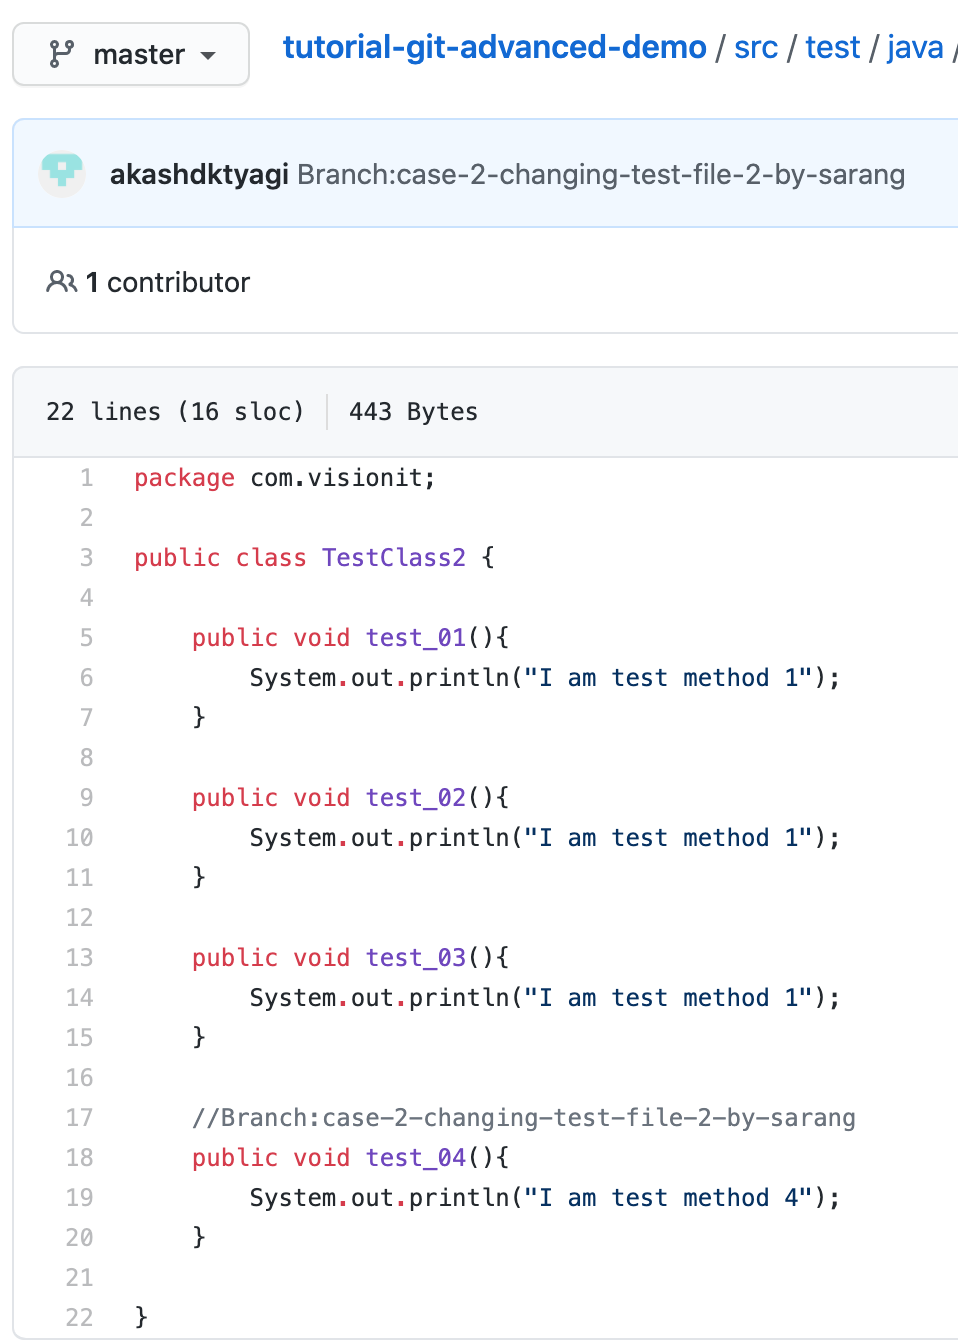 master tutorial-git-advanced-demo / src / test / java /
akashdktyagi Branch:case-2-changing-test-file-2-by-sarang
1 contributor
22 lines (16 sloc) 443 Bytes
1 package com.visionit;
2
3 public class TestClass2 {
4
5     public void test_01(){
6         System.out.println("I am test method 1");
7     }
8
9     public void test_02(){
10         System.out.println("I am test method 1");
11     }
12
13     public void test_03(){
14         System.out.println("I am test method 1");
15     }
16
17     //Branch:case-2-changing-test-file-2-by-sarang
18     public void test_04(){
19         System.out.println("I am test method 4");
20     }
21
22 }